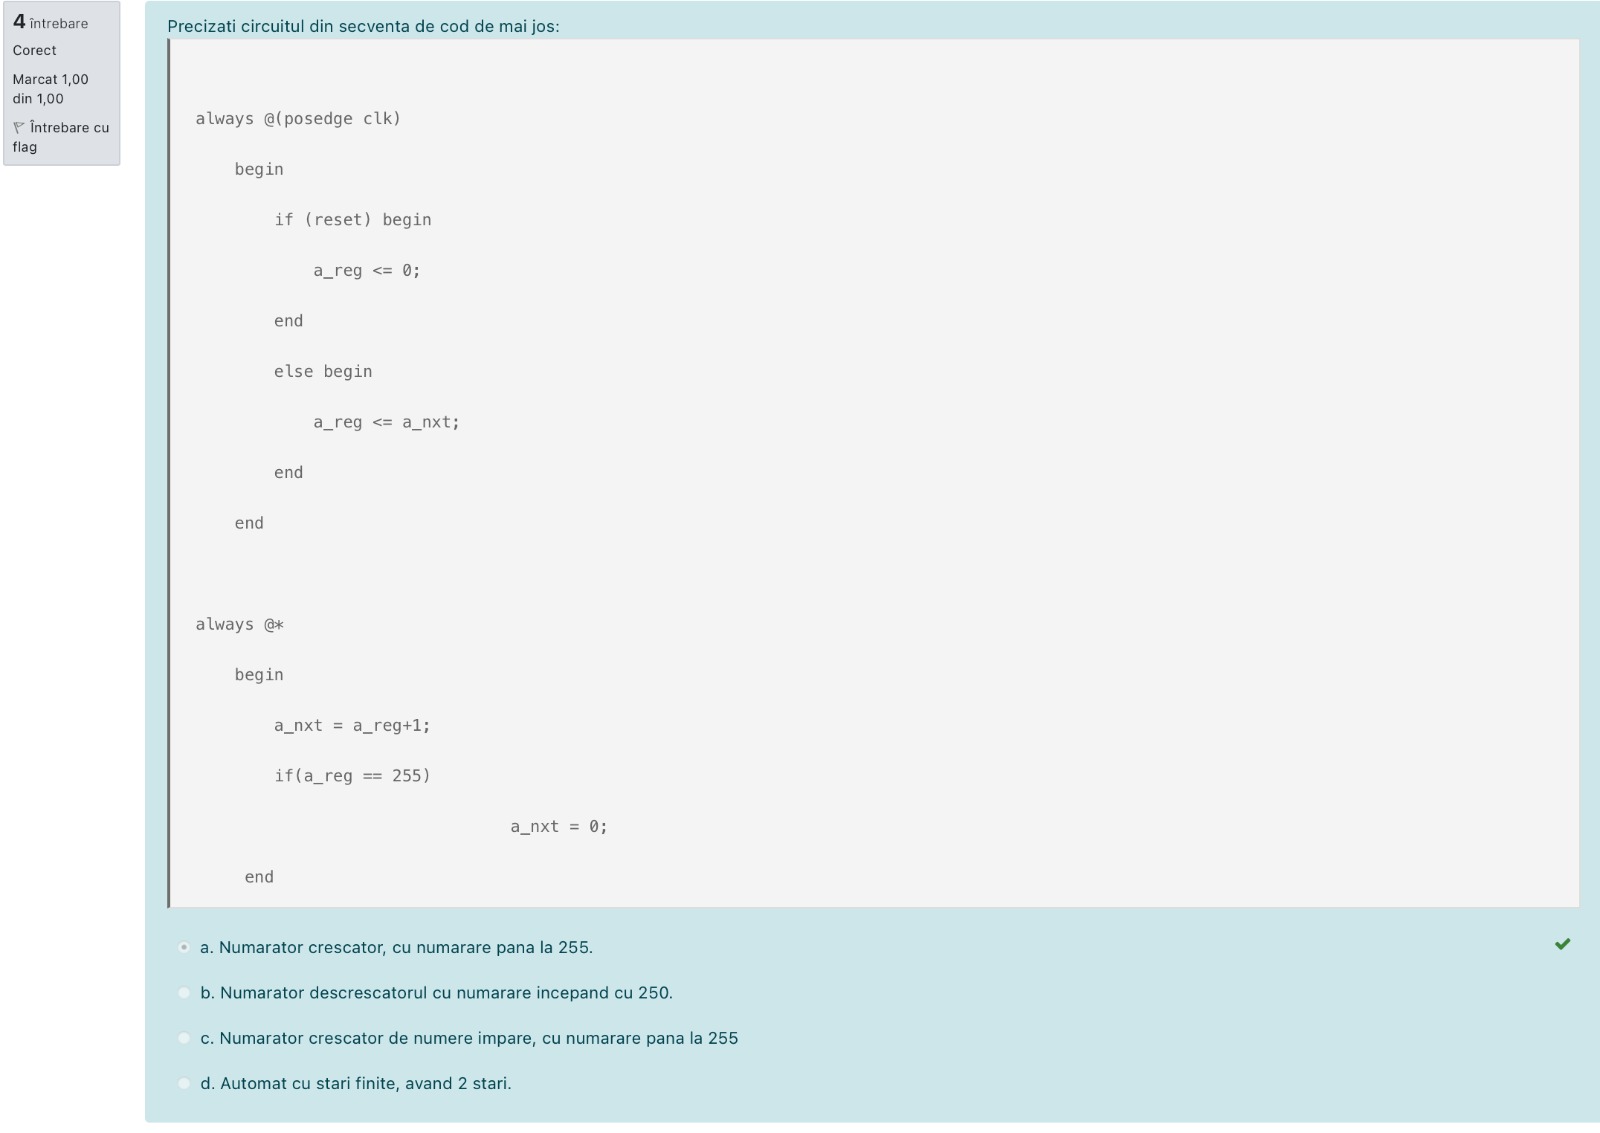 4 întrebare
Corect
Marcat 1,00
din 1,00
Întrebare cu
flag
Precizati circuitul din secventa de cod de mai jos:
always @(posedge clk)
begin
if (reset) begin
a_reg <= 0;
end
else begin
a_reg <= a_nxt;
end
end
always @*
begin
a_nxt = a_reg+1;
if(a_reg == 255)
a_nxt = 0;
end
a. Numarator crescator, cu numarare pana la 255.
b. Numarator descrescatorul cu numarare incepand cu 250.
c. Numarator crescator de numere impare, cu numarare pana la 255
d. Automat cu stari finite, avand 2 stari.